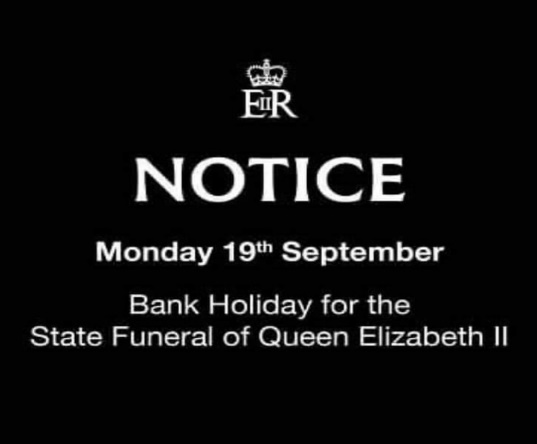 EIIR
NOTICE
Monday 19th September
Bank Holiday for the
State Funeral of Queen Elizabeth II